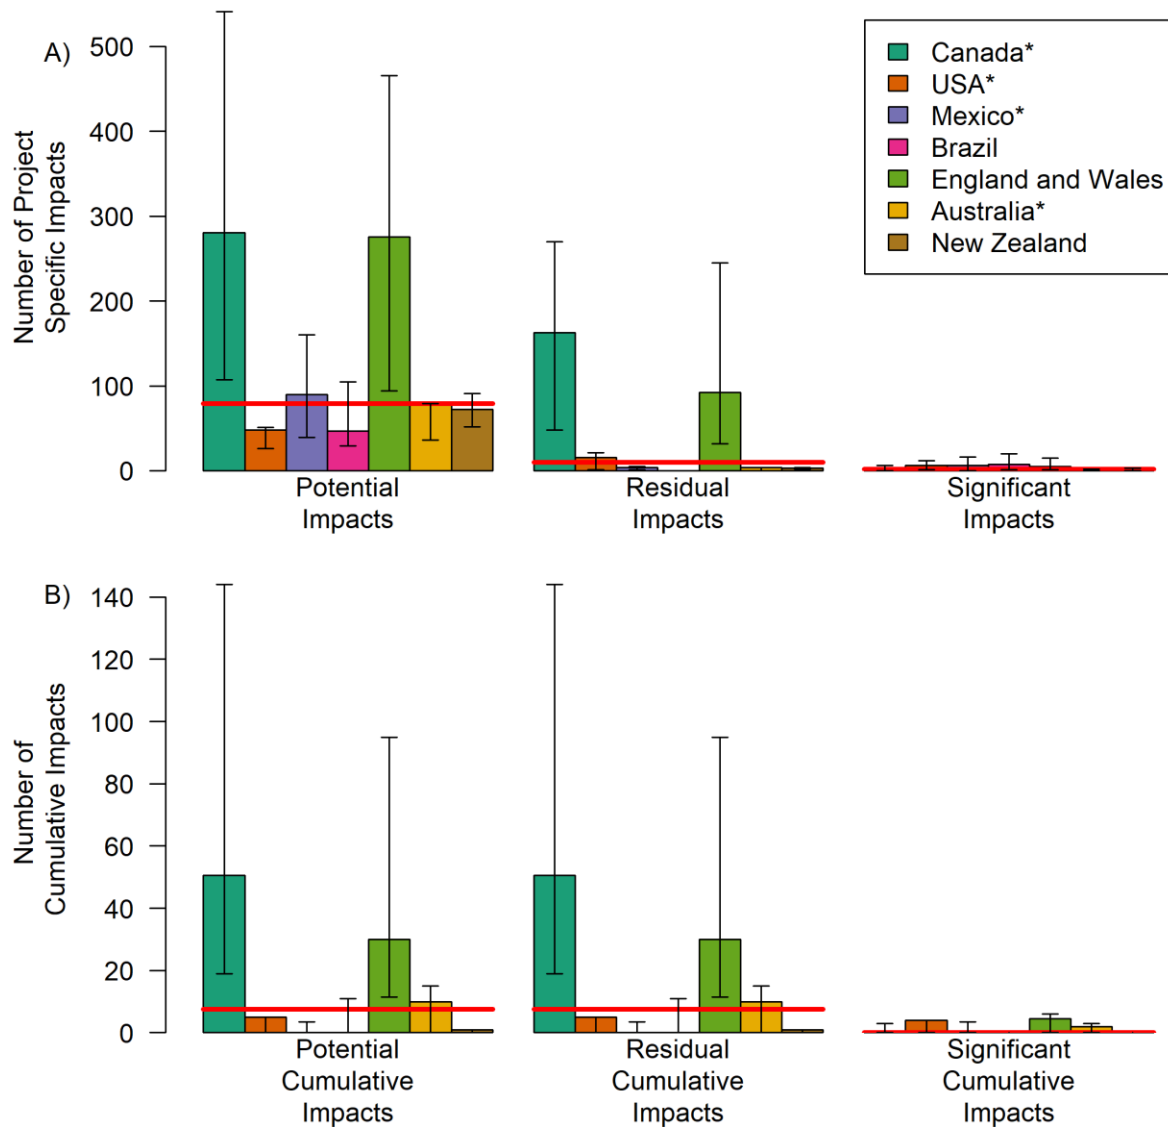 A)
Number of Project
Specific Impacts
500
400
300
200
100
0
Potential
Impacts
Residual
Impacts
Significant
Impacts
Canada*
USA*
Mexico*
Brazil
England and Wales
Australia*
New Zealand
B)
Number of
Cumulative Impacts
140
120
100
80
60
40
20
0
Potential
Cumulative
Impacts
Residual
Cumulative
Impacts
Significant
Cumulative
Impacts